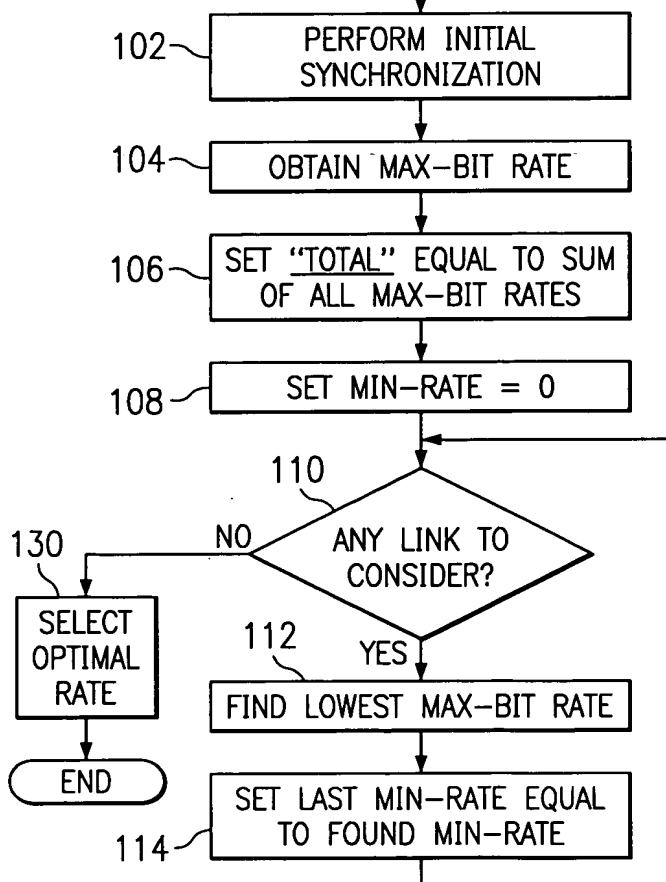 102
PERFORM INITIAL
SYNCHRONIZATION
104
OBTAIN MAX-BIT RATE
106
SET "TOTAL" EQUAL TO SUM
OF ALL MAX-BIT RATES
108
SET MIN-RATE = 0
110
ANY LINK TO
CONSIDER?
NO
130
SELECT
OPTIMAL
RATE
END
YES
112
FIND LOWEST MAX-BIT RATE
SET LAST MIN-RATE EQUAL
TO FOUND MIN-RATE
114